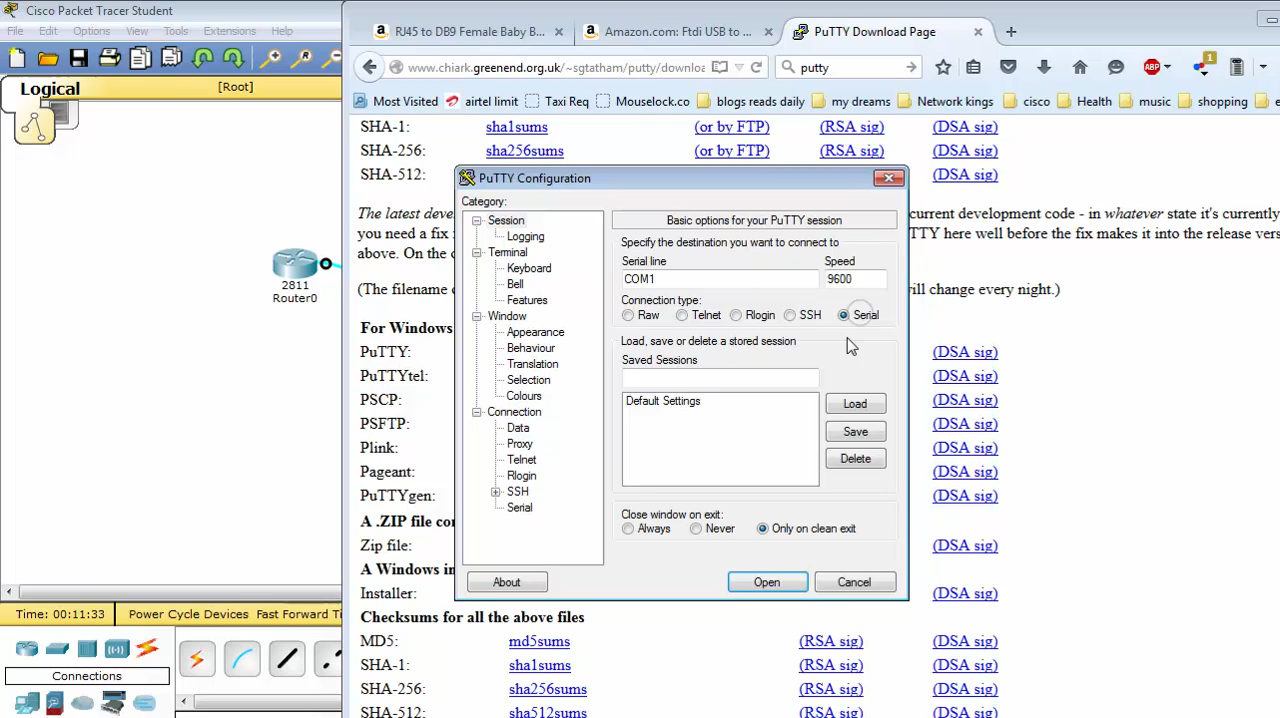 Cisco Packet Tracer Student
File Edit Options View Tools Extensions Help
Logical
[Root]
2811
Router0
Time: 00:11:33
Power Cycle Devices Fast Forward Ti
Connections
RJ45 to DB9 Female Baby B...
Amazon.com: Ftdi USB to ...
PuTTY Download Page
www.chiark.greenend.org.uk/~sgtatham/putty/downloa
putty
ABP
1
Most Visited airtel limit Taxi Req Mouselock.co blogs reads daily my dreams Network kings cisco Health music shopping e
SHA-1: sha1sums (or by FTP) (RSA sig) (DSA sig)
SHA-256: sha256sums (or by FTP) (RSA sig) (DSA sig)
SHA-512: (DSA sig)
The latest deve current development code - in whatever state it's currently
you need a fix TTY here well before the fix makes it into the release vers
above. On the c
(The filename o will change every night.)
For Windows
PuTTY: (DSA sig)
PuTTYtel: (DSA sig)
PSCP: (DSA sig)
PSFTP: (DSA sig)
Plink: (DSA sig)
Pageant: (DSA sig)
PuTTYgen: (DSA sig)
A .ZIP file con
Zip file: (DSA sig)
A Windows in
Installer: (DSA sig)
Checksums for all the above files
MD5: md5sums (RSA sig) (DSA sig)
SHA-1: sha1sums (RSA sig) (DSA sig)
SHA-256: sha256sums (RSA sig) (DSA sig)
SHA-512: sha512sums (RSA sig) (DSA sig)
PuTTY Configuration
Category:
Session
Logging
Terminal
Keyboard
Bell
Features
Window
Appearance
Behaviour
Translation
Selection
Colours
Connection
Data
Proxy
Telnet
Rlogin
SSH
Serial
Basic options for your PuTTY session
Specify the destination you want to connect to
Serial line Speed
COM1 9600
Connection type:
Raw Telnet Rlogin SSH Serial
Load, save or delete a stored session
Saved Sessions
Default Settings
Load
Save
Delete
Close window on exit:
Always Never Only on clean exit
About Open Cancel